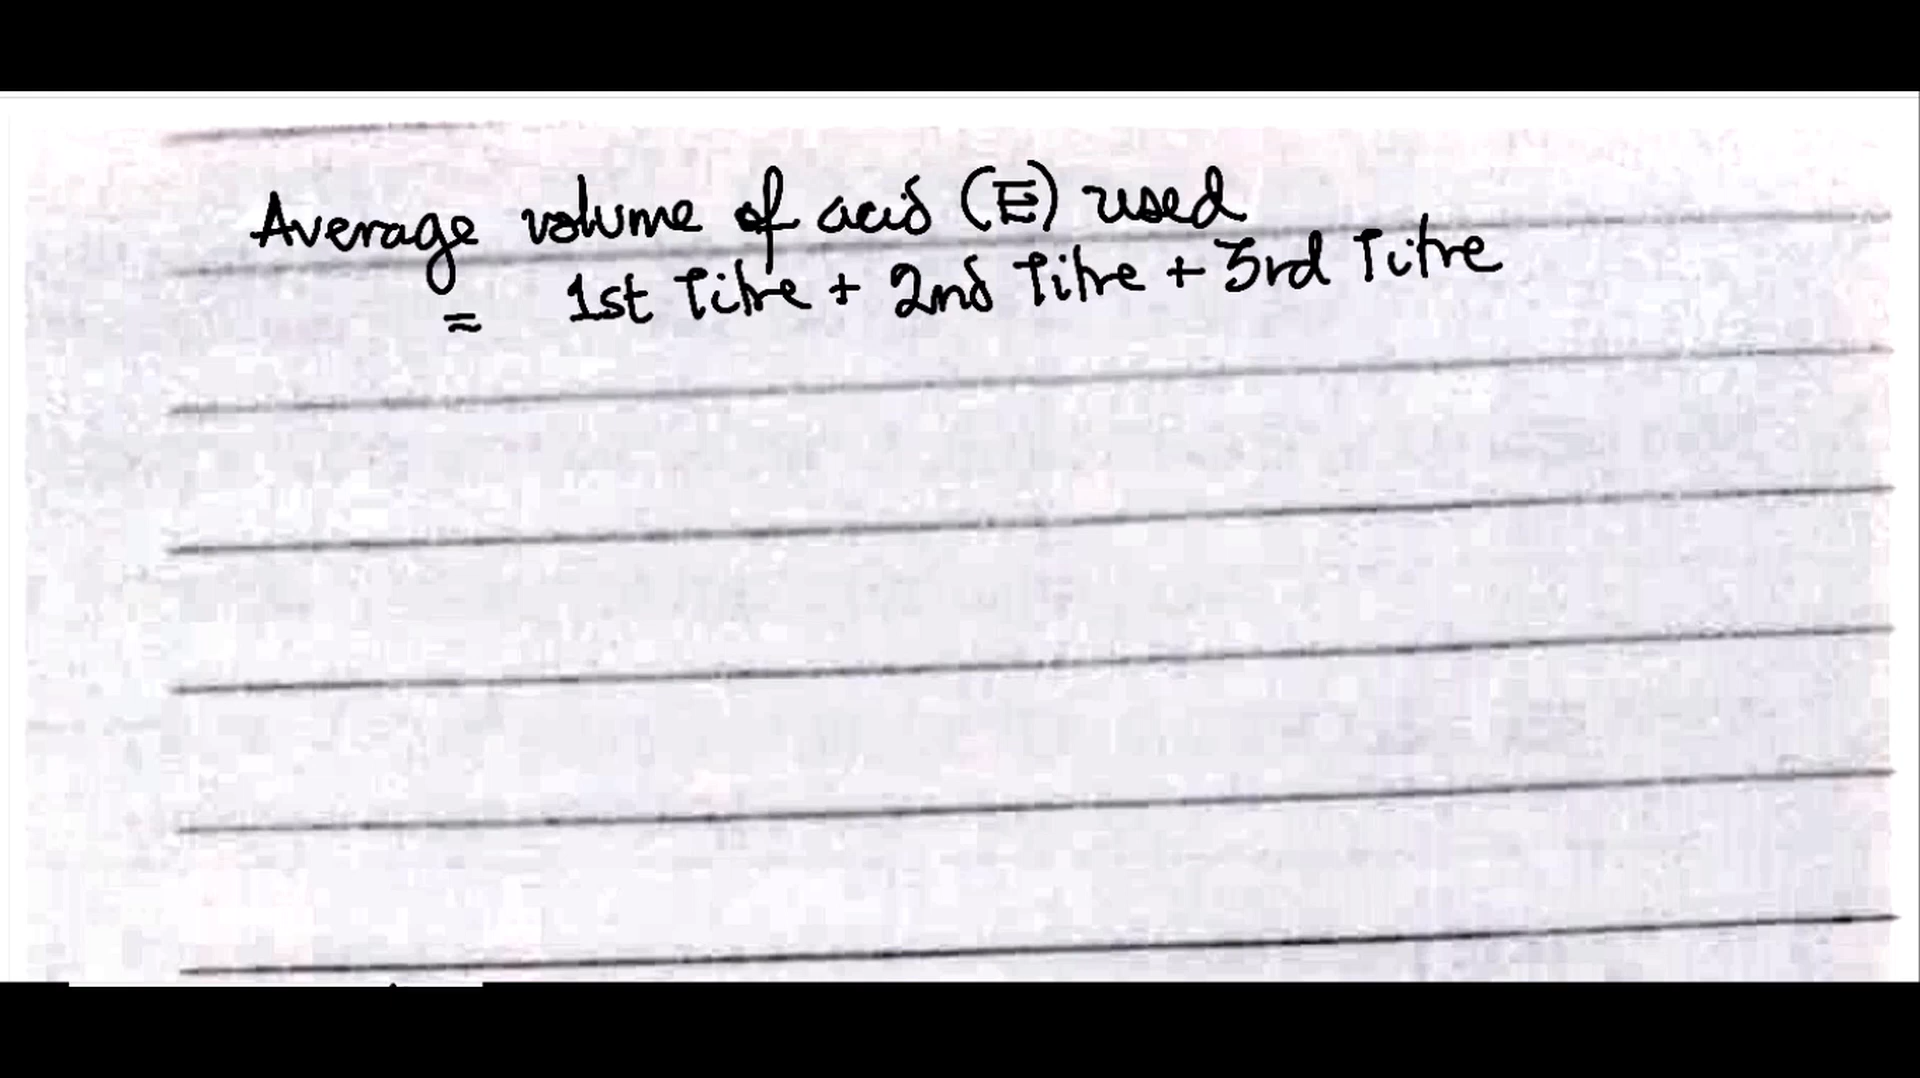 Average volume of acid (E) used
= 1st Titre + 2nd Titre + 3rd Titre